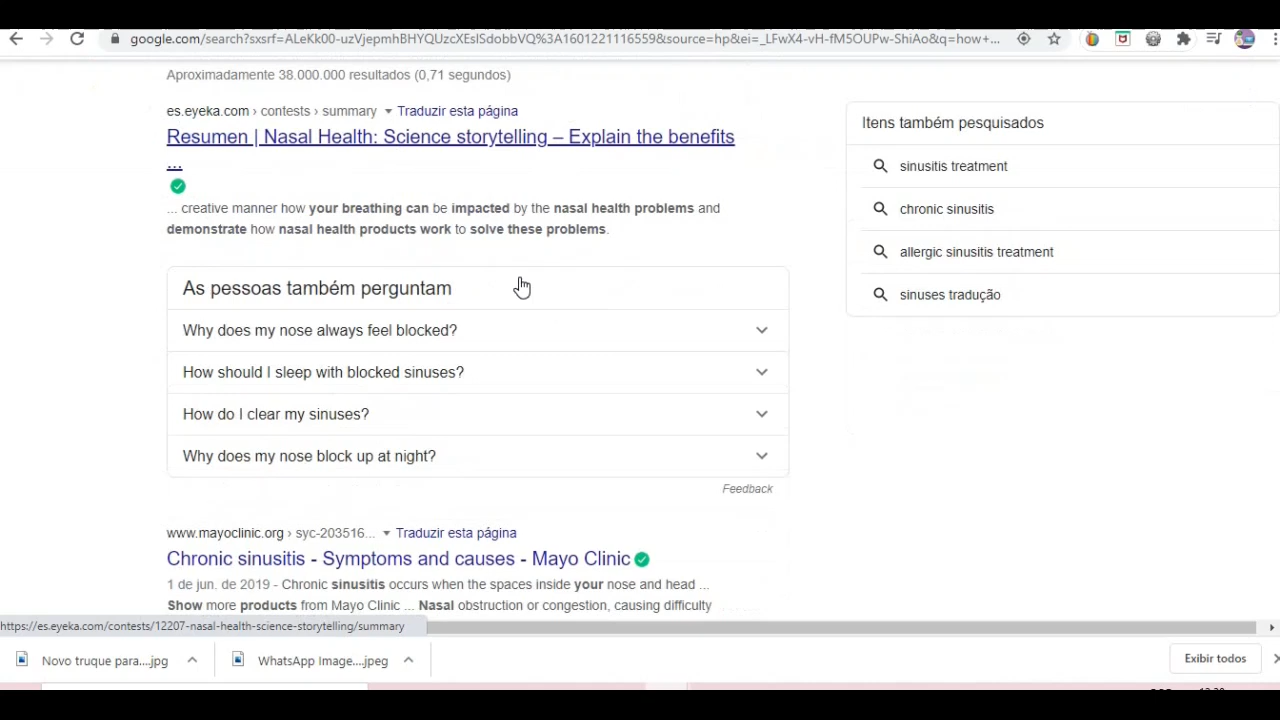 google.com/search?sxsrf=ALeKk00-uzVjepmhBHYQUzcXEsISdobbVQ%3A1601221116559&source=hp&ei=_LFwX4-vH-fM5OUPw-ShiAo&q=how+...
Aproximadamente 38.000.000 resultados (0,71 segundos)
es.eyeka.com › contests › summary Traduzir esta página
Resumen | Nasal Health: Science storytelling – Explain the benefits
...
... creative manner how your breathing can be impacted by the nasal health problems and
demonstrate how nasal health products work to solve these problems.
As pessoas também perguntam
Why does my nose always feel blocked?
How should I sleep with blocked sinuses?
How do I clear my sinuses?
Why does my nose block up at night?
Feedback
www.mayoclinic.org › syc-203516... Traduzir esta página
Chronic sinusitis - Symptoms and causes - Mayo Clinic
1 de jun. de 2019 - Chronic sinusitis occurs when the spaces inside your nose and head ...
Show more products from Mayo Clinic ... Nasal obstruction or congestion, causing difficulty
Itens também pesquisados
sinusitis treatment
chronic sinusitis
allergic sinusitis treatment
sinuses tradução
https://es.eyeka.com/contests/12207-nasal-health-science-storytelling/summary
Novo truque para....jpg
WhatsApp Image....jpeg
Exibir todos